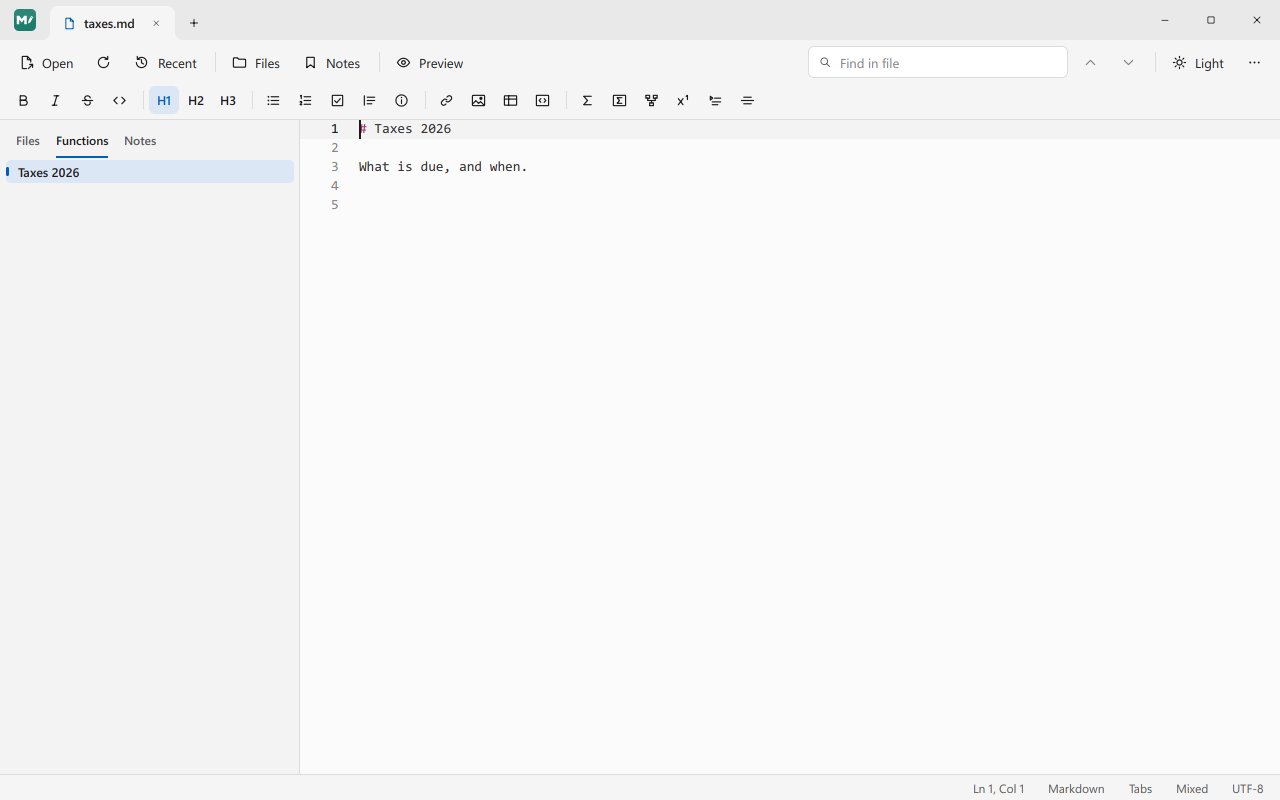 M
taxes.md
Open
Recent
Files
Notes
Preview
Find in file
Light
B I S <> H1 H2 H3
Σ Σ x¹
Files Functions Notes
Taxes 2026
1 # Taxes 2026
2
3 What is due, and when.
4
5
Ln 1, Col 1 Markdown Tabs Mixed UTF-8